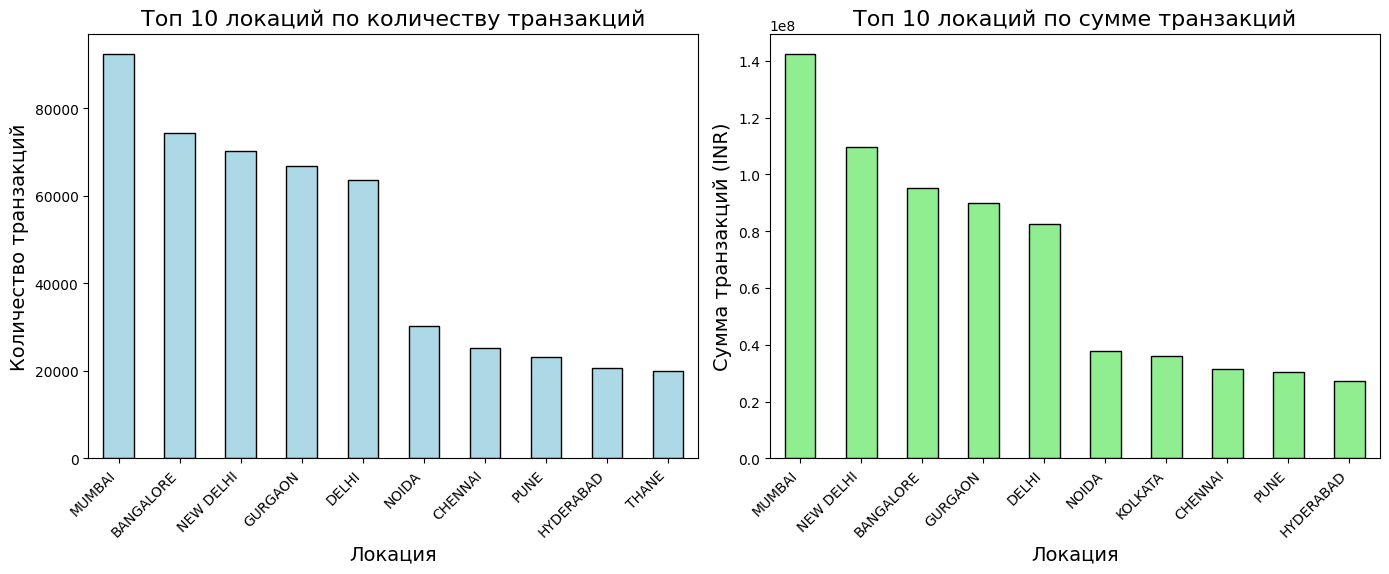 Топ 10 локаций по количеству транзакций
Количество транзакций
80000
60000
40000
20000
0
MUMBAI
BANGALORE
NEW DELHI
GURGAON
DELHI
NOIDA
CHENNAI
PUNE
HYDERABAD
THANE
Локация
Топ 10 локаций по сумме транзакций
1e8
Сумма транзакций (INR)
1.4
1.2
1.0
0.8
0.6
0.4
0.2
0.0
MUMBAI
NEW DELHI
BANGALORE
GURGAON
DELHI
NOIDA
KOLKATA
CHENNAI
PUNE
HYDERABAD
Локация